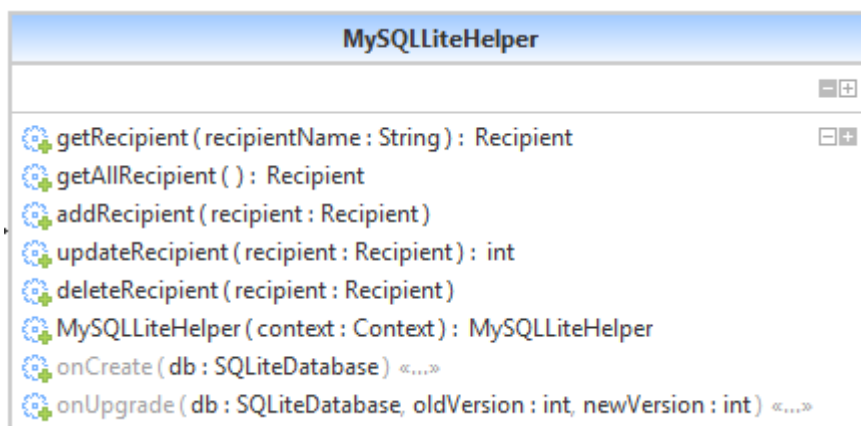 MySQLLiteHelper
getRecipient ( recipientName : String ) : Recipient
getAllRecipient ( ) : Recipient
addRecipient ( recipient : Recipient )
updateRecipient ( recipient : Recipient ) : int
deleteRecipient ( recipient : Recipient )
MySQLLiteHelper ( context : Context ) : MySQLLiteHelper
onCreate ( db : SQLiteDatabase ) «...»
onUpgrade ( db : SQLiteDatabase, oldVersion : int, newVersion : int ) «...»